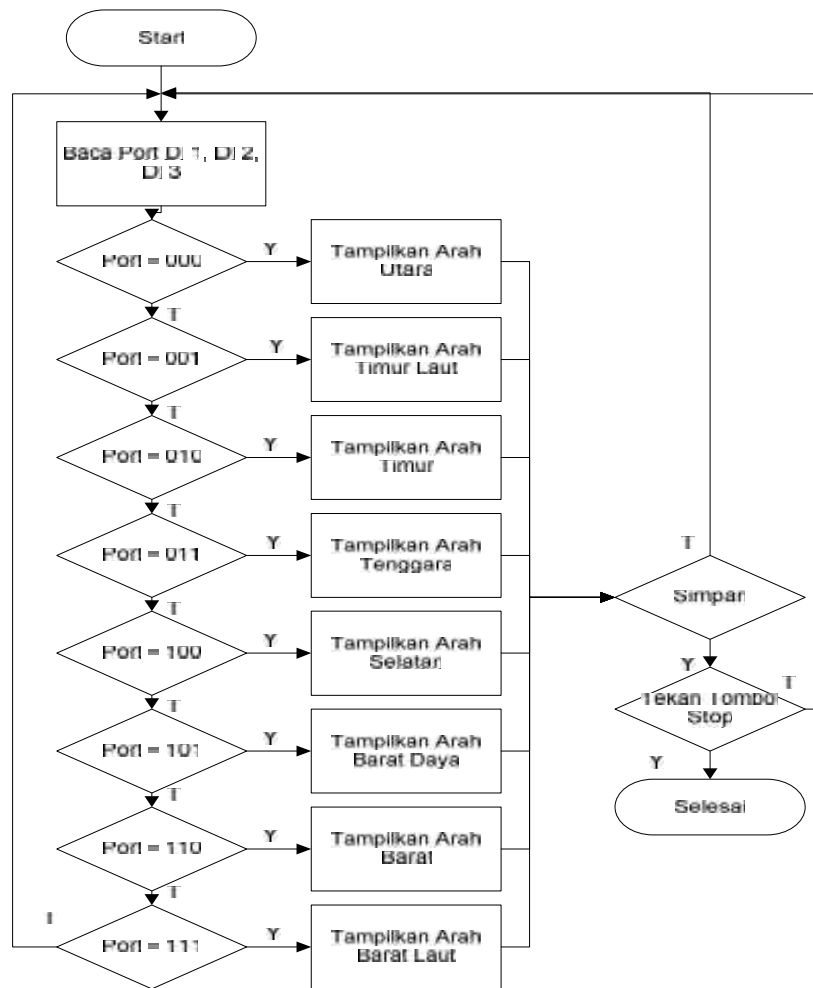 Start
Baca Port DI 1, DI 2,
DI 3
Port = 000
Y
Tampilkan Arah
Utara
T
Port = 001
Y
Tampilkan Arah
Timur Laut
T
Port = 010
Y
Tampilkan Arah
Timur
T
Port = 011
Y
Tampilkan Arah
Tenggara
T
Port = 100
Y
Tampilkan Arah
Selatan
T
Port = 101
Y
Tampilkan Arah
Barat Daya
T
Port = 110
Y
Tampilkan Arah
Barat
T
T
Port = 111
Y
Tampilkan Arah
Barat Laut
T
Simpan
Y
Tekan Tombol
Stop
T
Y
Selesai